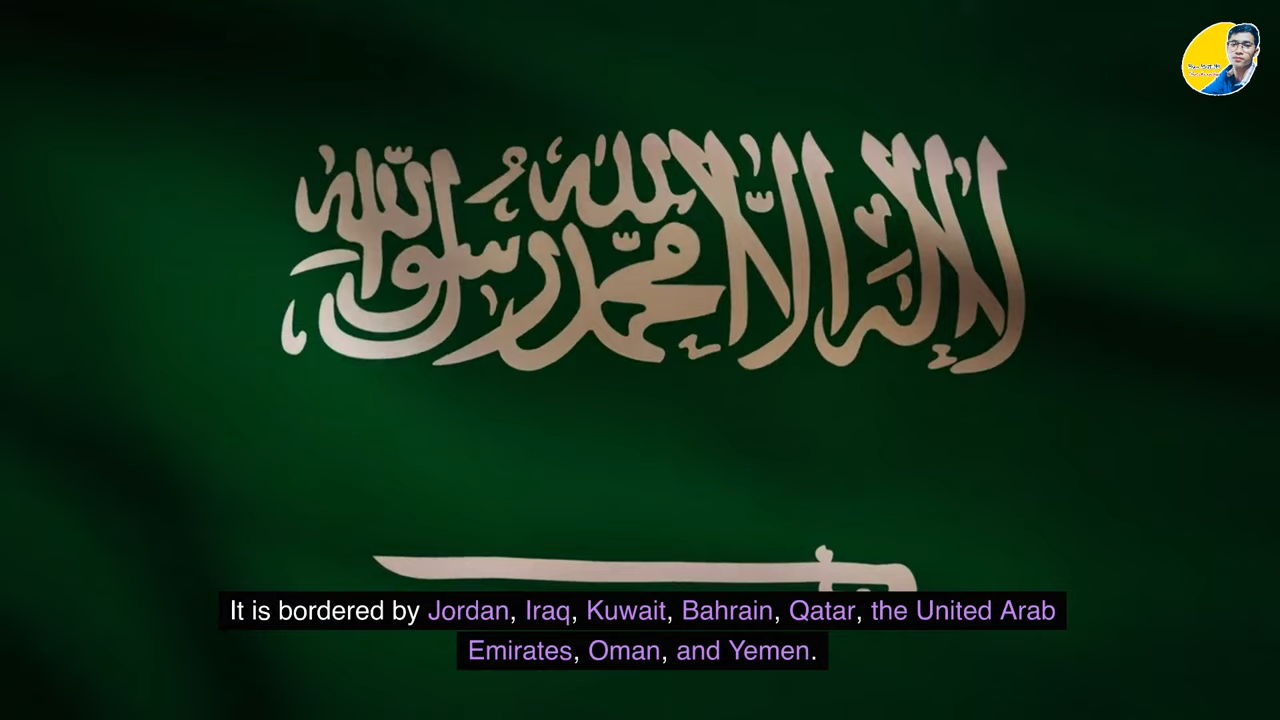 لا إله إلا الله محمد رسول الله
It is bordered by Jordan, Iraq, Kuwait, Bahrain, Qatar, the United Arab
Emirates, Oman, and Yemen.